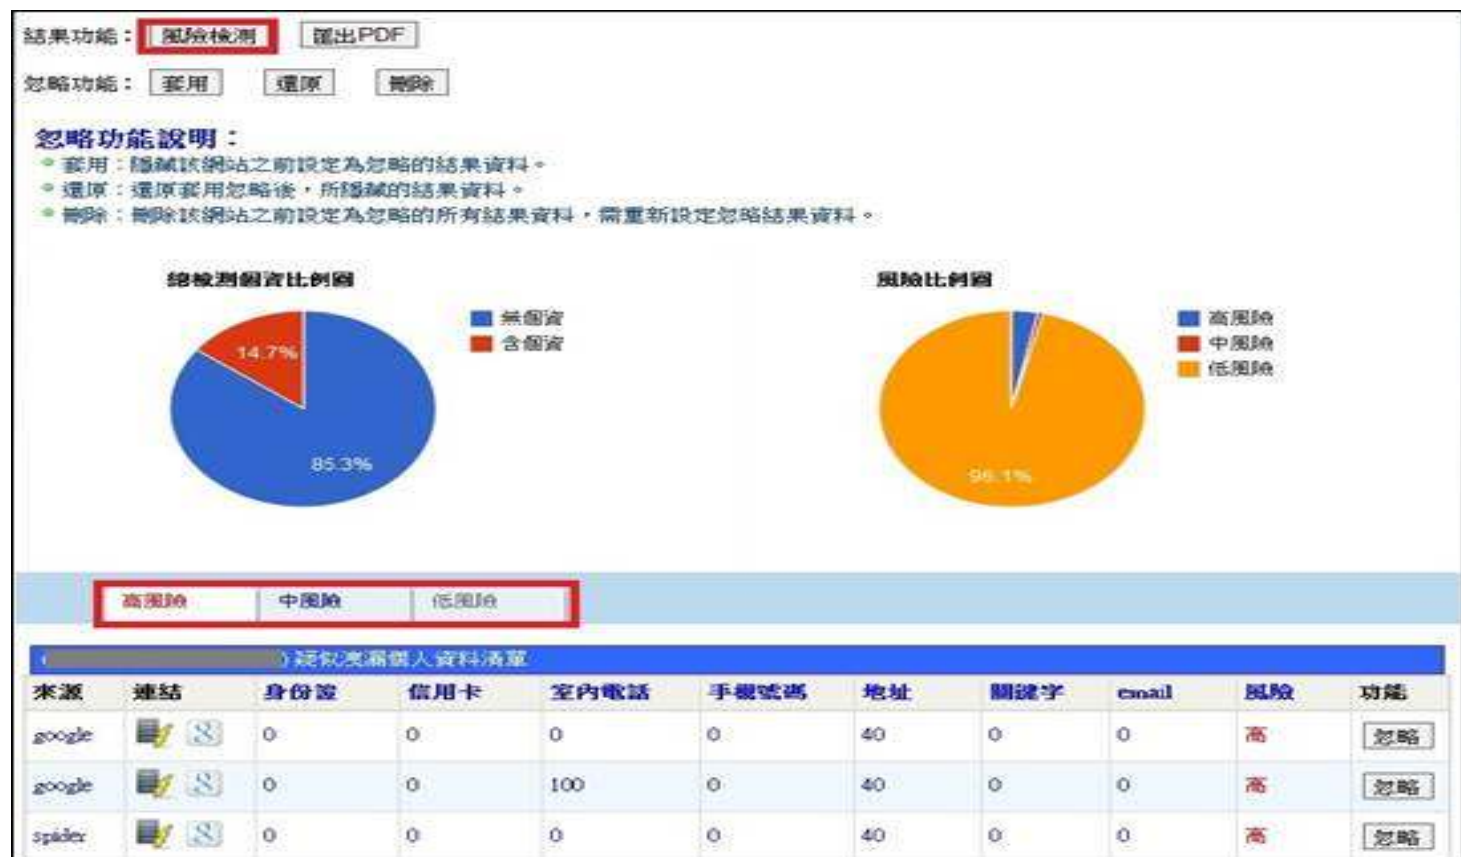 結果功能： 風險檢測 匯出PDF
忽略功能： 套用 還原 刪除
忽略功能說明：
套用：隱藏該網站之前設定為忽略的結果資料。
還原：還原套用忽略後，所隱藏的結果資料。
刪除：刪除該網站之前設定為忽略的所有結果資料，需重新設定忽略結果資料。
總檢測個資比例圖
無個資
含個資
14.7%
85.3%
風險比例圖
高風險
中風險
低風險
96.1%
高風險 中風險 低風險
( ) 疑似洩漏個人資料清單
來源 連結 身份證 信用卡 室內電話 手機號碼 地址 關鍵字 email 風險 功能
google 8 0 0 0 0 40 0 0 高 忽略
google 8 0 0 100 0 40 0 0 高 忽略
spider 8 0 0 0 0 40 0 0 高 忽略